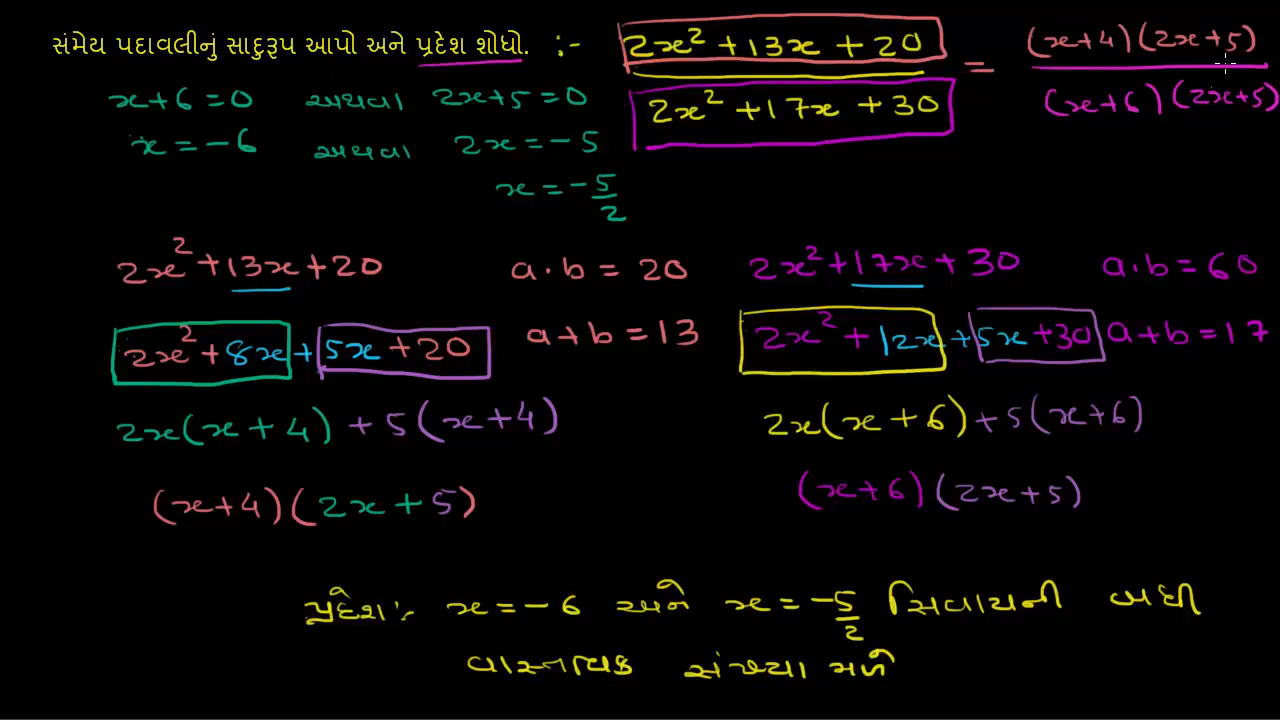 સંમેય પદાવલીનું સાદુરૂપ આપો અને પ્રદેશ શોધો. :- 2x² + 13x + 20 / 2x² + 17x + 30 = (x+4)(2x+5) / (x+6)(2x+5)
x+6 = 0 અથવા 2x+5 = 0
x = -6 અથવા 2x = -5
x = -5/2
2x² + 13x + 20 a·b = 20 2x² + 17x + 30 a·b = 60
2x² + 8x + 5x + 20 a+b = 13 2x² + 12x + 5x + 30 a+b = 17
2x(x+4) + 5(x+4) 2x(x+6) + 5(x+6)
(x+4)(2x+5) (x+6)(2x+5)
પ્રદેશ: x = -6 અને x = -5/2 સિવાયની બધી
વાસ્તવિક સંખ્યા મળે